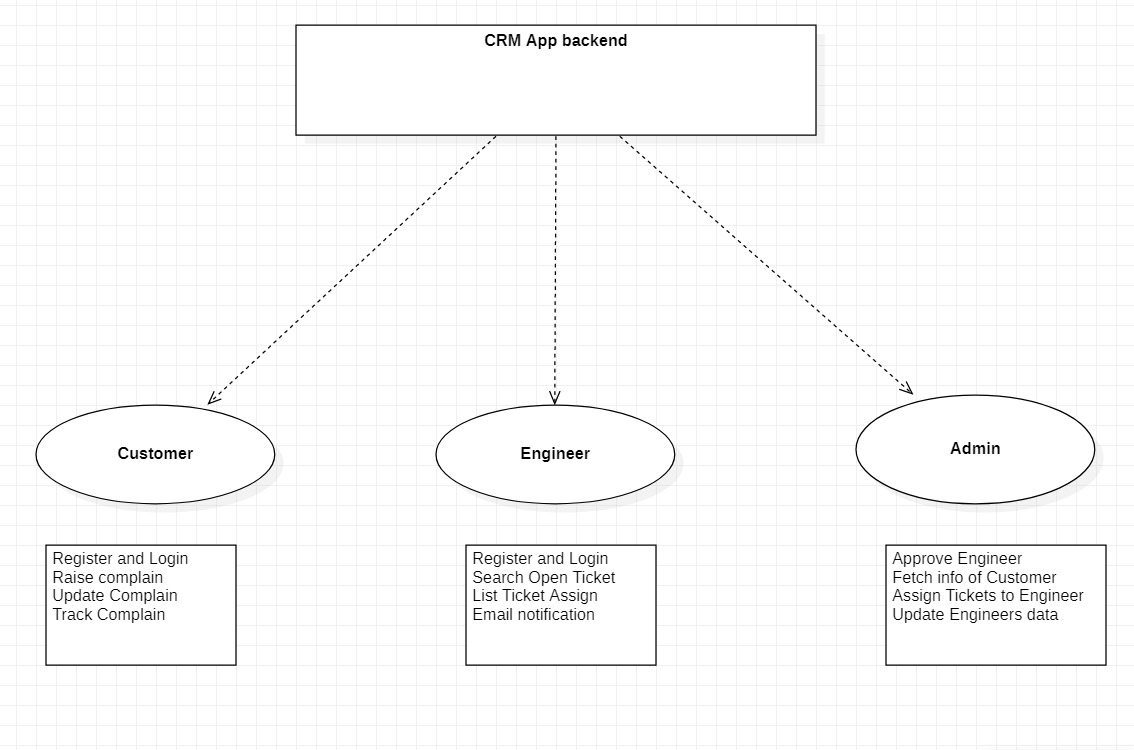 CRM App backend
Customer
Engineer
Admin
Register and Login
Raise complain
Update Complain
Track Complain
Register and Login
Search Open Ticket
List Ticket Assign
Email notification
Approve Engineer
Fetch info of Customer
Assign Tickets to Engineer
Update Engineers data